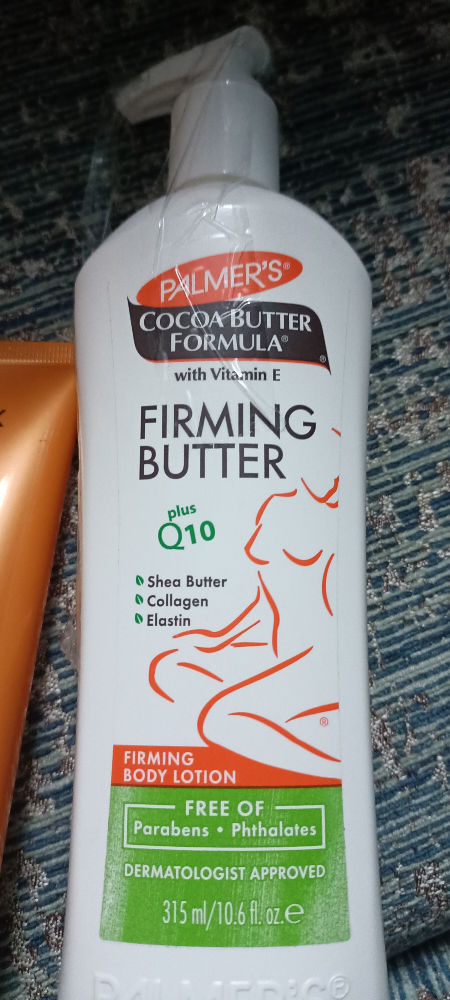 PALMER'S®
COCOA BUTTER
FORMULA®
with Vitamin E
FIRMING
BUTTER
plus
Q10
Shea Butter
Collagen
Elastin
®
FIRMING
BODY LOTION
FREE OF
Parabens • Phthalates
DERMATOLOGIST APPROVED
315 ml/10.6 fl. oz.e
PALMER'S®